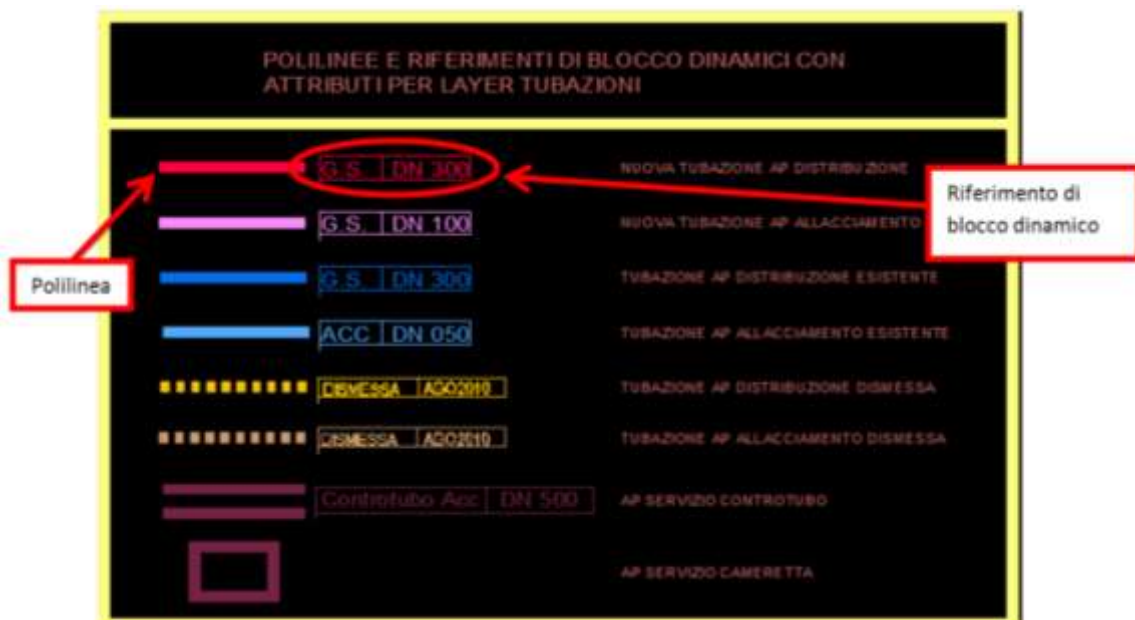 POLILINEE E RIFERIMENTI DI BLOCCO DINAMICI CON
ATTRIBUTI PER LAYER TUBAZIONI
G.S. DN 300 NUOVA TUBAZIONE AP DISTRIBUZIONE
Riferimento di
blocco dinamico
G.S. DN 100 NUOVA TUBAZIONE AP ALLACCIAMENTO
Polilinea
G.S. DN 300 TUBAZIONE AP DISTRIBUZIONE ESISTENTE
ACC DN 050 TUBAZIONE AP ALLACCIAMENTO ESISTENTE
DISMESSA AGO2010 TUBAZIONE AP DISTRIBUZIONE DISMESSA
DISMESSA AGO2010 TUBAZIONE AP ALLACCIAMENTO DISMESSA
Controtubo Acc DN 500 AP SERVIZIO CONTROTUBO
AP SERVIZIO CAMERETTA